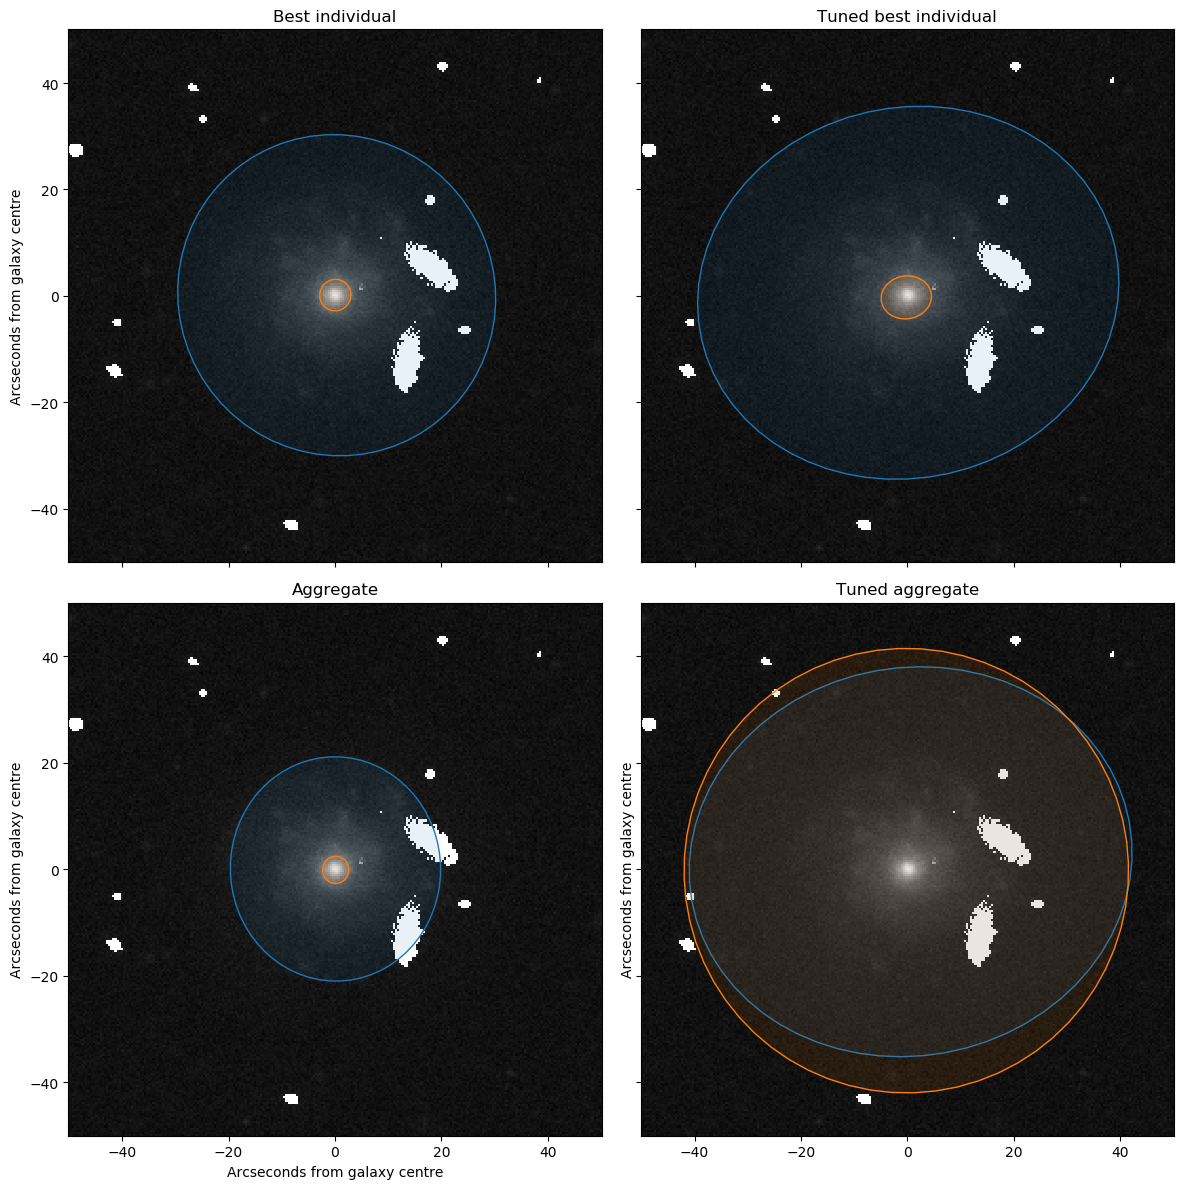 Best individual
Tuned best individual
40
20
0
−20
−40
Arcseconds from galaxy centre
Aggregate
Tuned aggregate
40
20
0
−20
−40
Arcseconds from galaxy centre
Arcseconds from galaxy centre
−40 −20 0 20 40
−40 −20 0 20 40
Arcseconds from galaxy centre